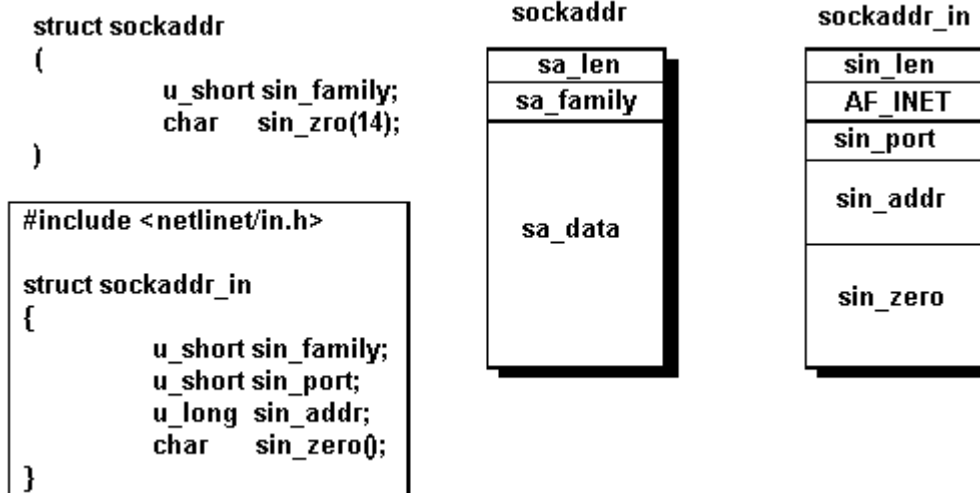 struct sockaddr
(
u_short sin_family;
char sin_zro(14);
)
#include <netlinet/in.h>
struct sockaddr_in
{
u_short sin_family;
u_short sin_port;
u_long sin_addr;
char sin_zero();
}
sockaddr
sa_len
sa_family
sa_data
sockaddr_in
sin_len
AF_INET
sin_port
sin_addr
sin_zero